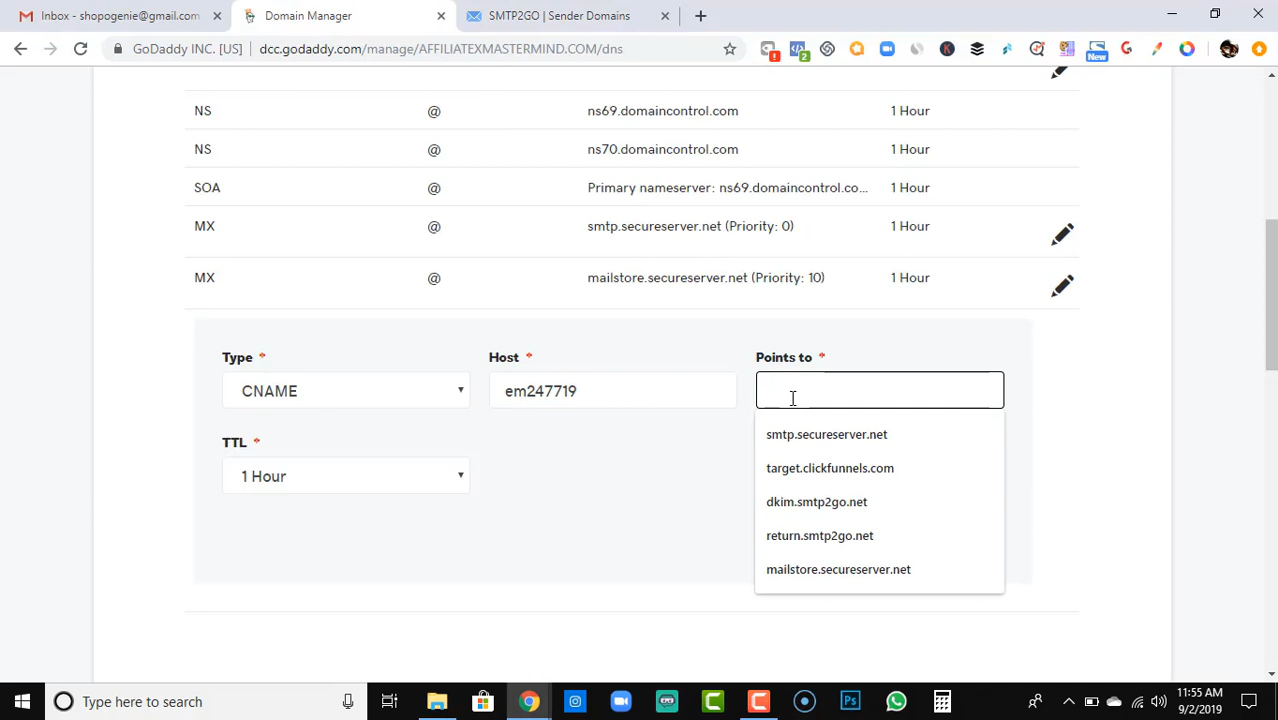 Inbox - shopogenie@gmail.com
Domain Manager
SMTP2GO | Sender Domains
GoDaddy INC. [US] | dcc.godaddy.com/manage/AFFILIATEXMASTERMIND.COM/dns
2
New
NS @ ns69.domaincontrol.com 1 Hour
NS @ ns70.domaincontrol.com 1 Hour
SOA @ Primary nameserver: ns69.domaincontrol.co... 1 Hour
MX @ smtp.secureserver.net (Priority: 0) 1 Hour
MX @ mailstore.secureserver.net (Priority: 10) 1 Hour
Type * Host * Points to *
CNAME em247719
TTL *
1 Hour
smtp.secureserver.net
target.clickfunnels.com
dkim.smtp2go.net
return.smtp2go.net
mailstore.secureserver.net
Type here to search
Ps
11:55 AM
9/2/2019